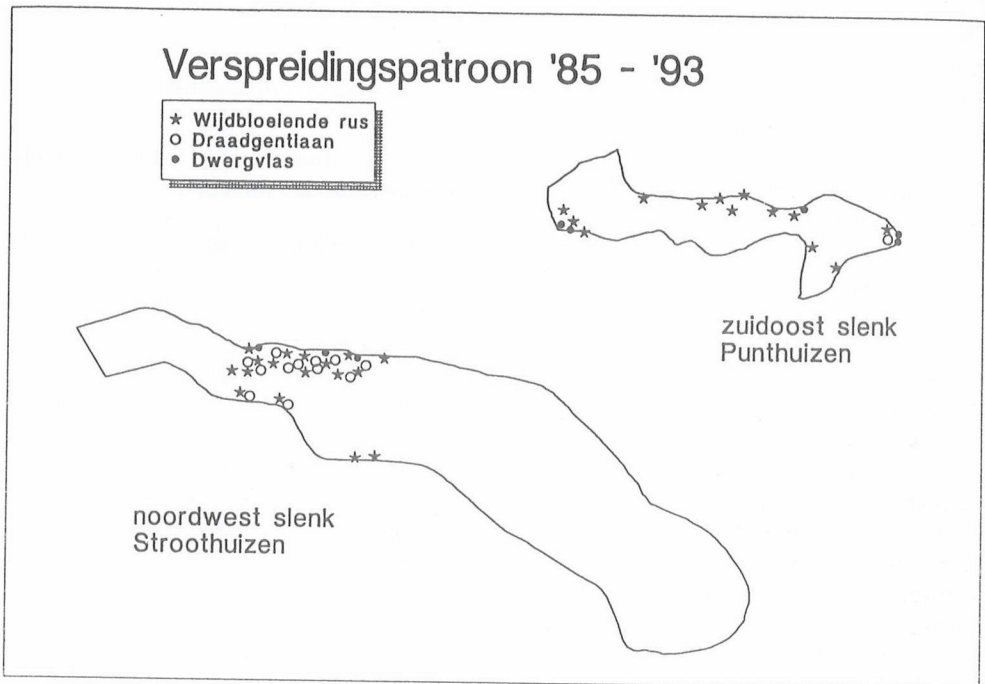 Verspreidingspatroon '85 - '93
Wijdbloeiende rus
Draadgentiaan
Dwergvlas
zuidoost slenk
Punthuizen
noordwest slenk
Stroothuizen